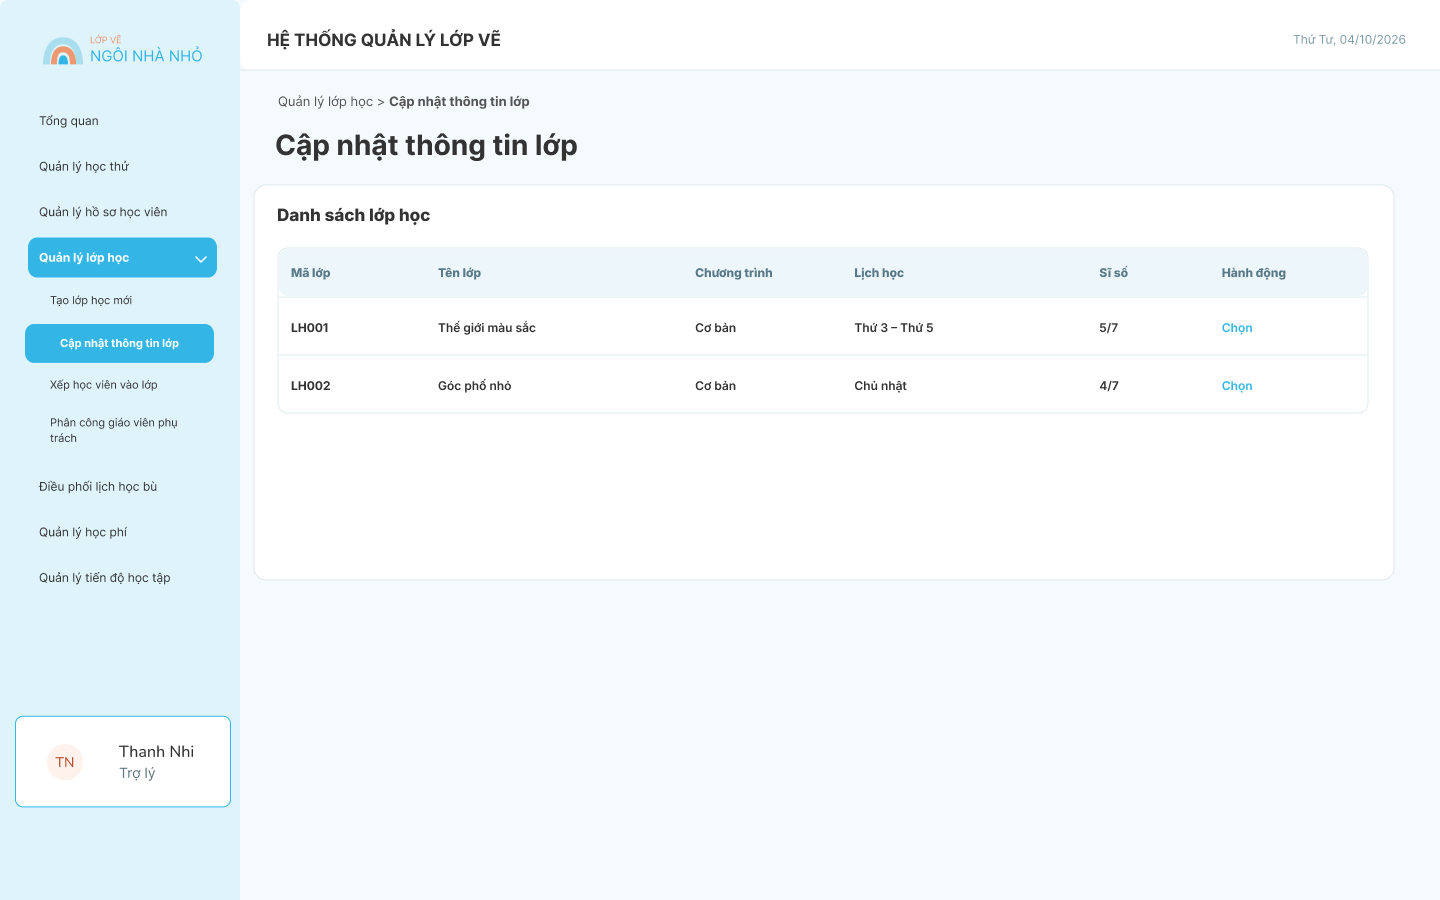 LỚP VẼ
NGÔI NHÀ NHỎ
HỆ THỐNG QUẢN LÝ LỚP VẼ
Thứ Tư, 04/10/2026
Tổng quan
Quản lý học thử
Quản lý hồ sơ học viên
Quản lý lớp học
Tạo lớp học mới
Cập nhật thông tin lớp
Xếp học viên vào lớp
Phân công giáo viên phụ
trách
Điều phối lịch học bù
Quản lý học phí
Quản lý tiến độ học tập
TN
Thanh Nhi
Trợ lý
Quản lý lớp học > Cập nhật thông tin lớp
Cập nhật thông tin lớp
Danh sách lớp học
Mã lớp Tên lớp Chương trình Lịch học Sĩ số Hành động
LH001 Thế giới màu sắc Cơ bản Thứ 3 – Thứ 5 5/7 Chọn
LH002 Góc phố nhỏ Cơ bản Chủ nhật 4/7 Chọn